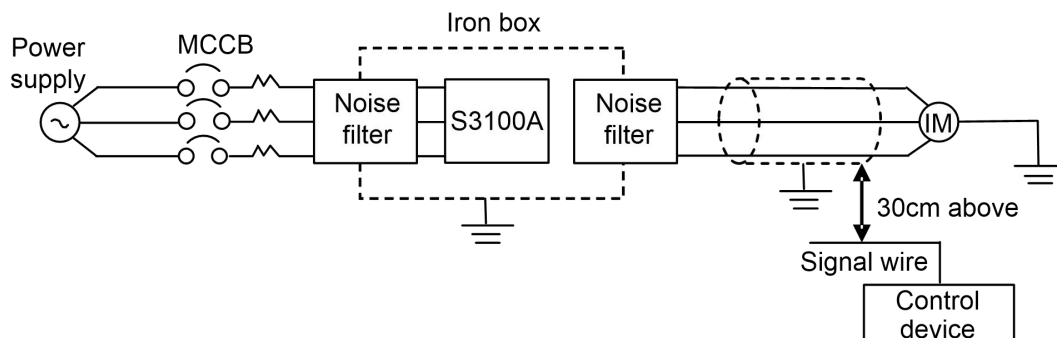 Iron box
Power
supply
MCCB
Noise
filter
S3100A
Noise
filter
IM
30cm above
Signal wire
Control
device